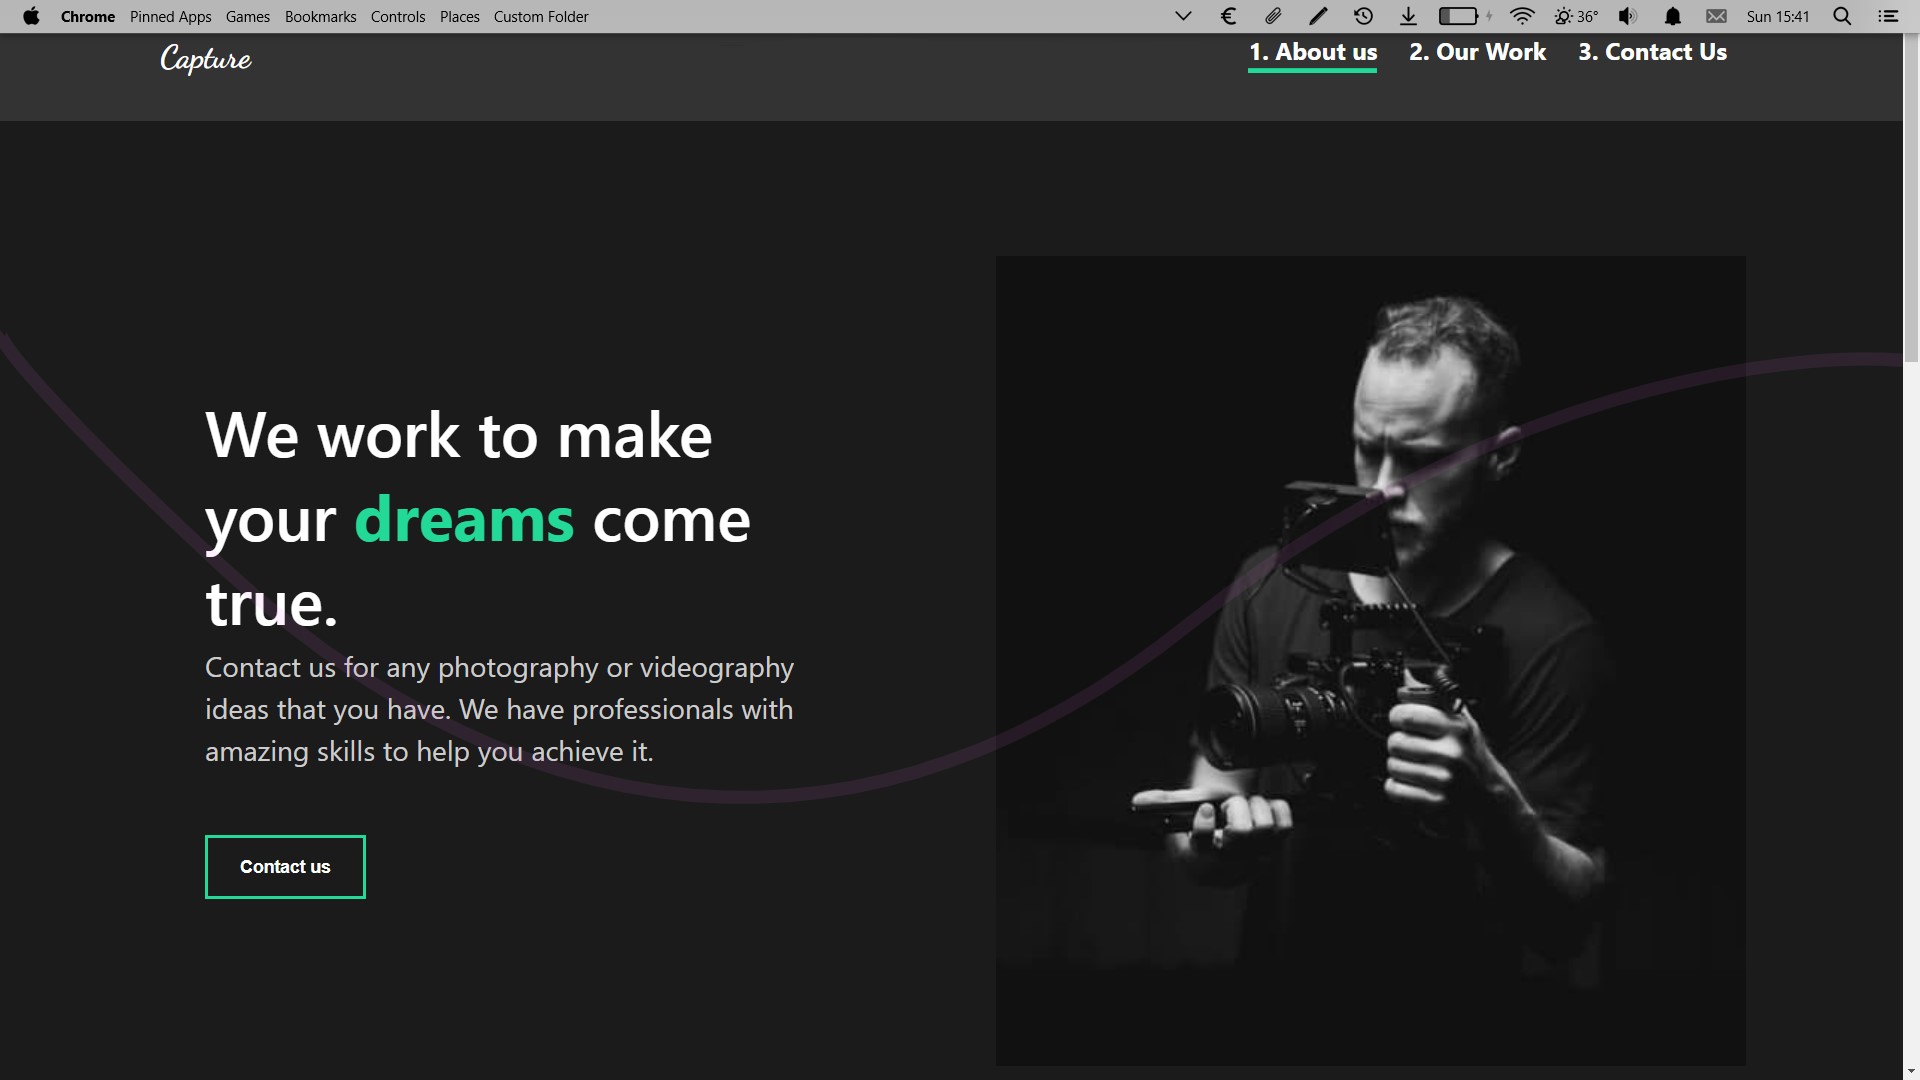 Chrome Pinned Apps Games Bookmarks Controls Places Custom Folder € 36° Sun 15:41
Capture 1. About us 2. Our Work 3. Contact Us
We work to make
your dreams come
true.
Contact us for any photography or videography
ideas that you have. We have professionals with
amazing skills to help you achieve it.
Contact us